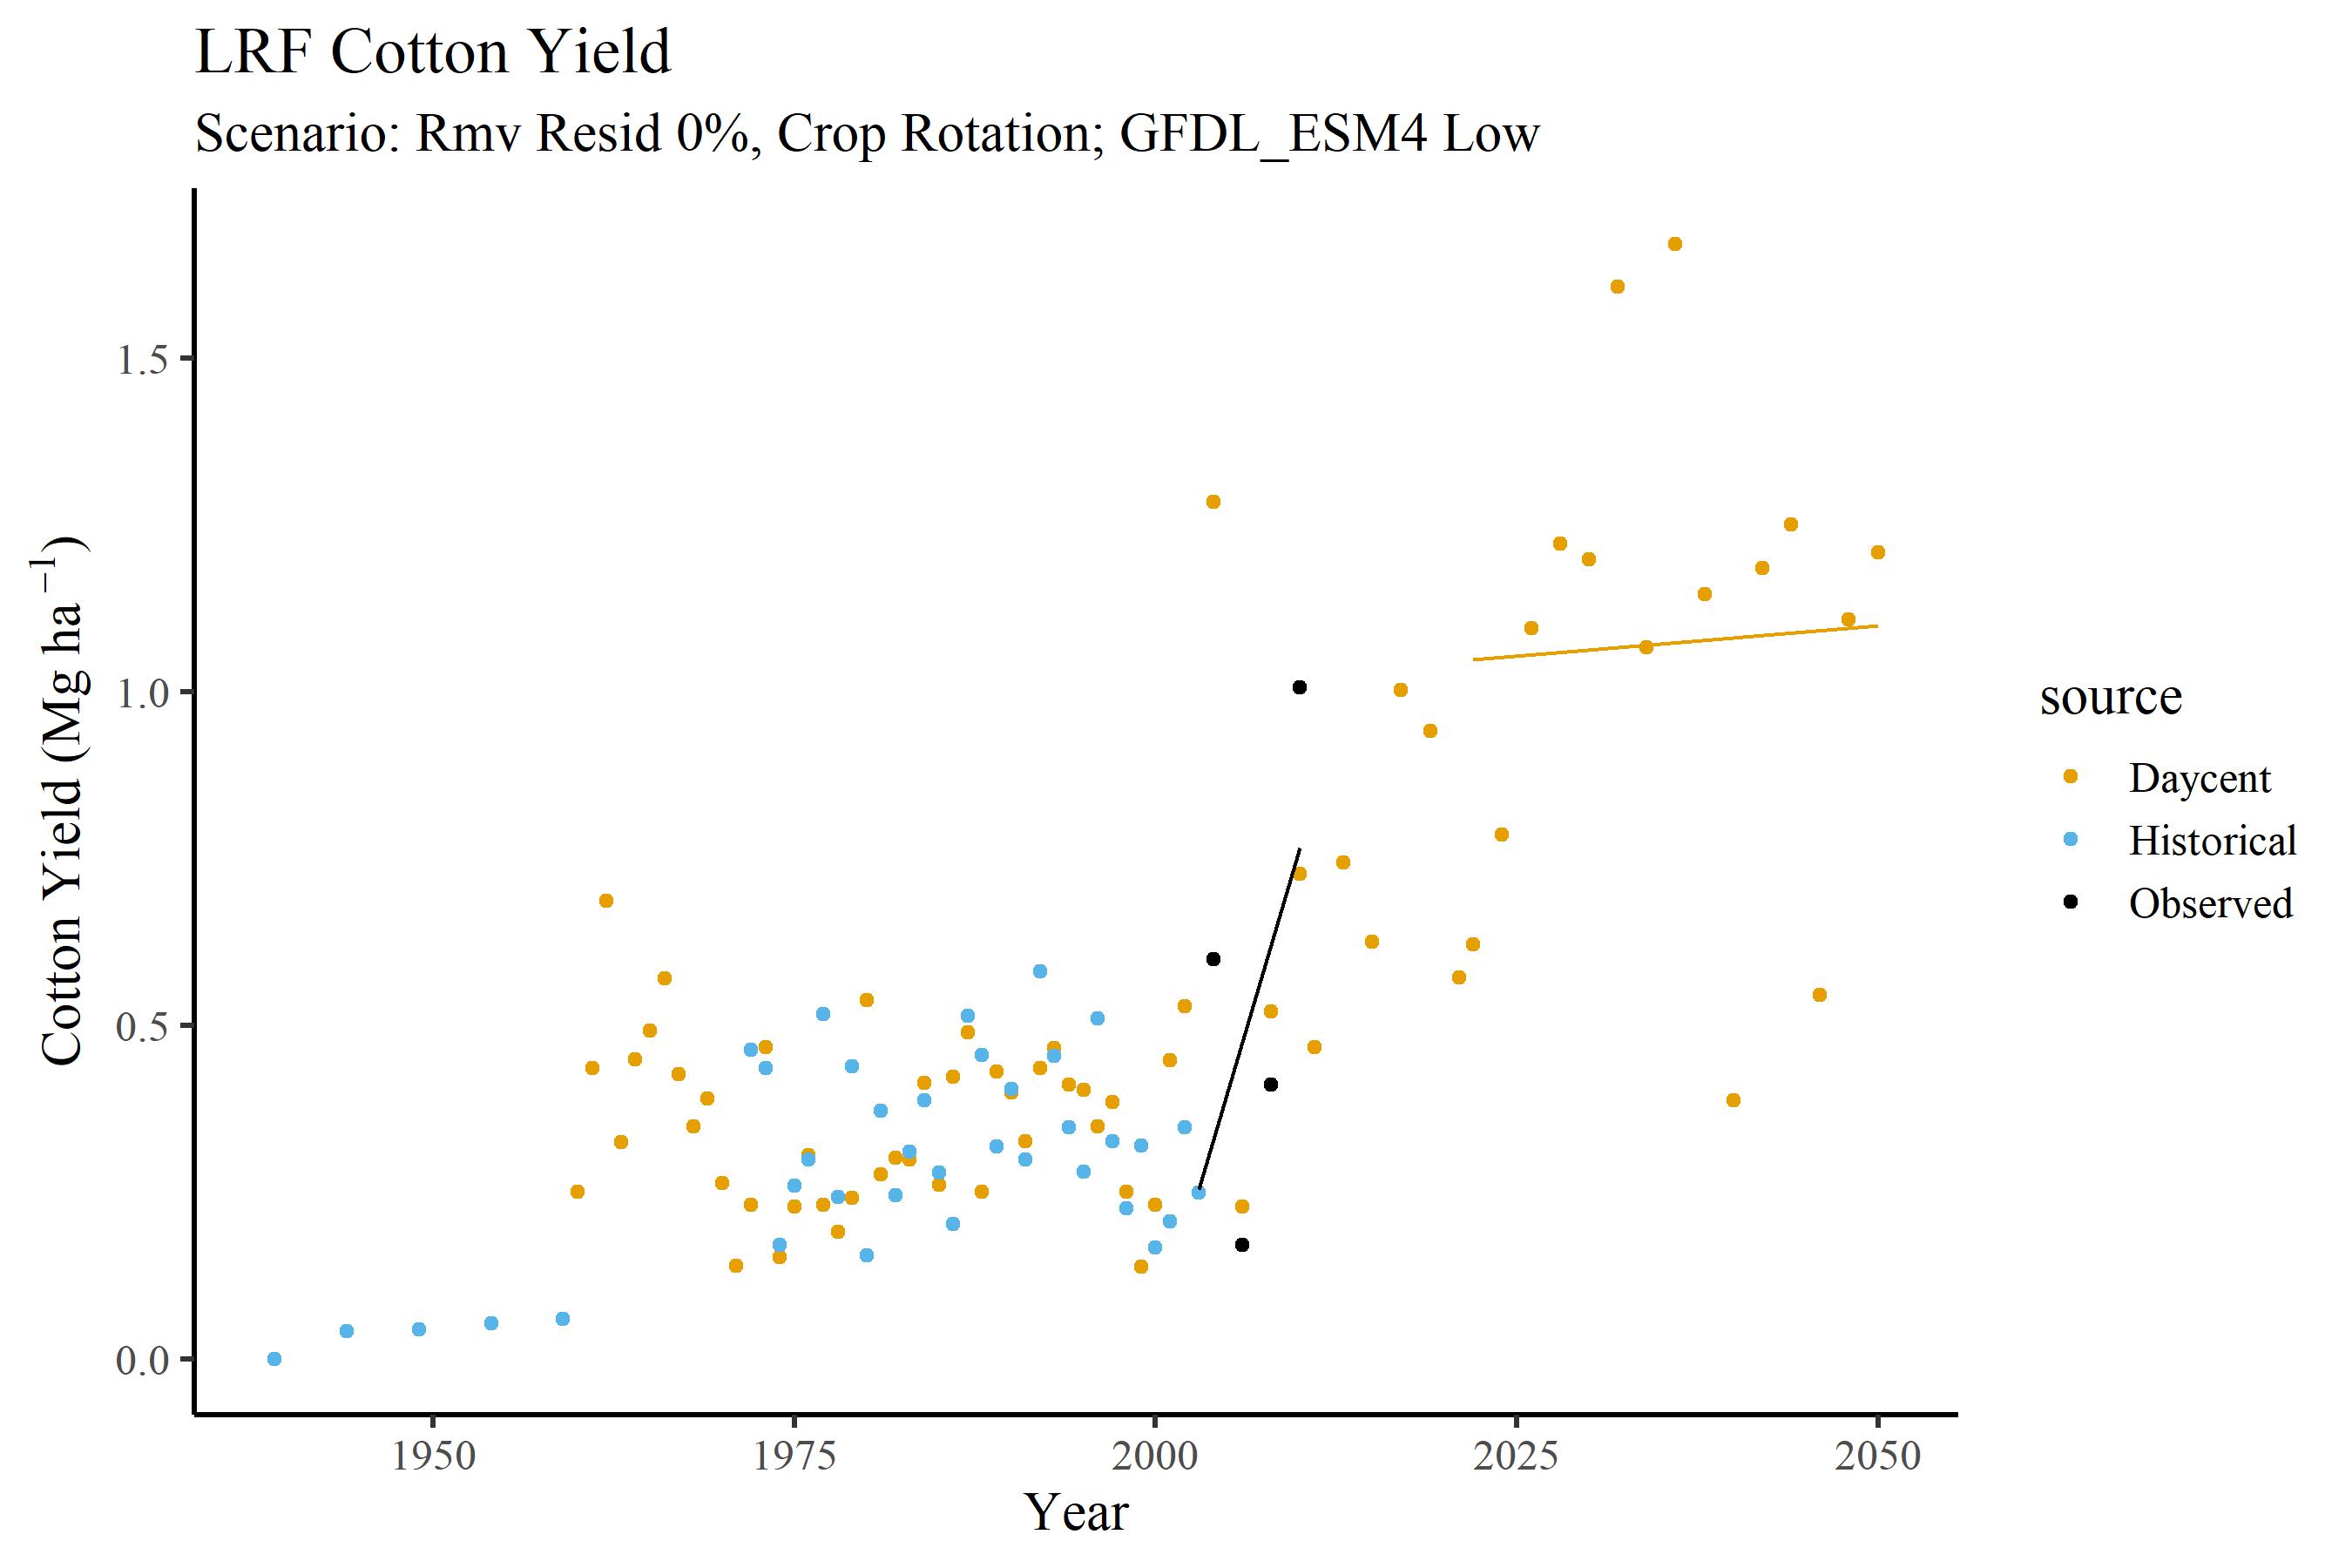 LRF Cotton Yield
Scenario: Rmv Resid 0%, Crop Rotation; GFDL_ESM4 Low
Cotton Yield (Mg ha⁻¹)
1.5
1.0
0.5
0.0
1950 1975 2000 2025 2050
Year
source
Daycent
Historical
Observed